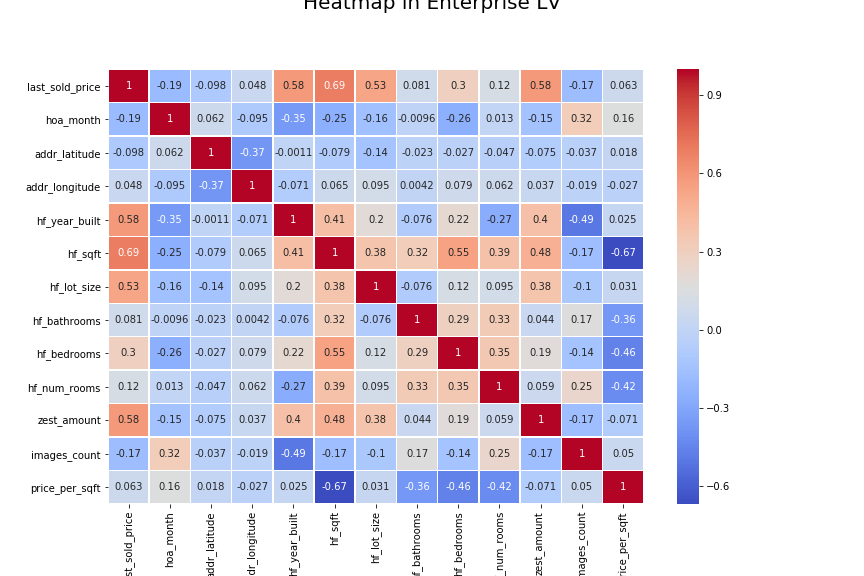 Heatmap in Enterprise LV
last_sold_price 1 -0.19 -0.098 0.048 0.58 0.69 0.53 0.081 0.3 0.12 0.58 -0.17 0.063
hoa_month -0.19 1 0.062 -0.095 -0.35 -0.25 -0.16 -0.0096 -0.26 0.013 -0.15 0.32 0.16
addr_latitude -0.098 0.062 1 -0.37 -0.0011 -0.079 -0.14 -0.023 -0.027 -0.047 -0.075 -0.037 0.018
addr_longitude 0.048 -0.095 -0.37 1 -0.071 0.065 0.095 0.0042 0.079 0.062 0.037 -0.019 -0.027
hf_year_built 0.58 -0.35 -0.0011 -0.071 1 0.41 0.2 -0.076 0.22 -0.27 0.4 -0.49 0.025
hf_sqft 0.69 -0.25 -0.079 0.065 0.41 1 0.38 0.32 0.55 0.39 0.48 -0.17 -0.67
hf_lot_size 0.53 -0.16 -0.14 0.095 0.2 0.38 1 -0.076 0.12 0.095 0.38 -0.1 0.031
hf_bathrooms 0.081 -0.0096 -0.023 0.0042 -0.076 0.32 -0.076 1 0.29 0.33 0.044 0.17 -0.36
hf_bedrooms 0.3 -0.26 -0.027 0.079 0.22 0.55 0.12 0.29 1 0.35 0.19 -0.14 -0.46
hf_num_rooms 0.12 0.013 -0.047 0.062 -0.27 0.39 0.095 0.33 0.35 1 0.059 0.25 -0.42
zest_amount 0.58 -0.15 -0.075 0.037 0.4 0.48 0.38 0.044 0.19 0.059 1 -0.17 -0.071
images_count -0.17 0.32 -0.037 -0.019 -0.49 -0.17 -0.1 0.17 -0.14 0.25 -0.17 1 0.05
price_per_sqft 0.063 0.16 0.018 -0.027 0.025 -0.67 0.031 -0.36 -0.46 -0.42 -0.071 0.05 1
st_sold_price hoa_month addr_latitude dr_longitude hf_year_built hf_sqft hf_lot_size f_bathrooms hf_bedrooms _num_rooms zest_amount mages_count rice_per_sqft
0.9
0.6
0.3
0.0
−0.3
−0.6